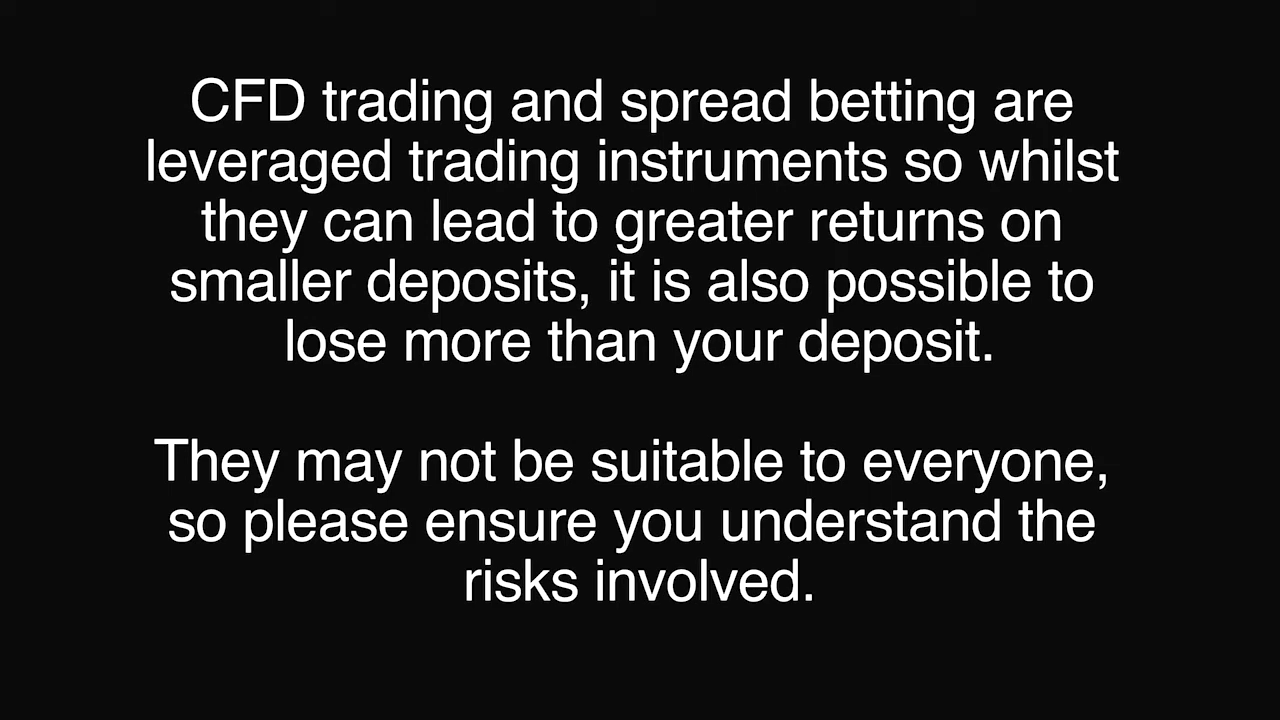 CFD trading and spread betting are
leveraged trading instruments so whilst
they can lead to greater returns on
smaller deposits, it is also possible to
lose more than your deposit.
They may not be suitable to everyone,
so please ensure you understand the
risks involved.